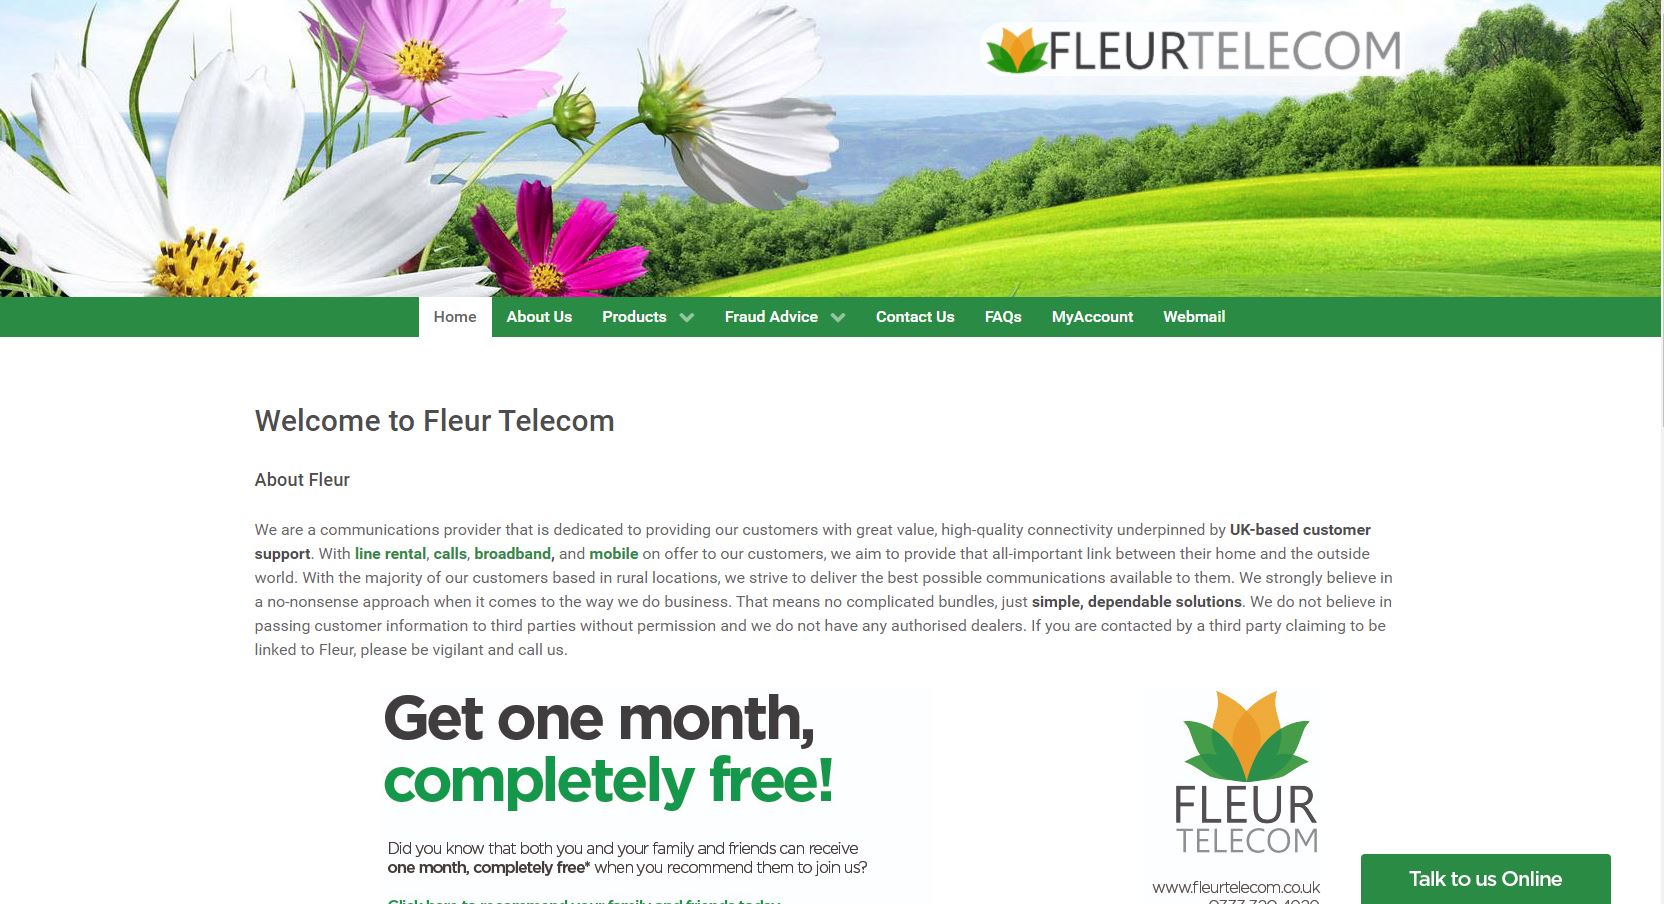 FLEURTELECOM
Home About Us Products Fraud Advice Contact Us FAQs MyAccount Webmail
Welcome to Fleur Telecom
About Fleur
We are a communications provider that is dedicated to providing our customers with great value, high-quality connectivity underpinned by UK-based customer
support. With line rental, calls, broadband, and mobile on offer to our customers, we aim to provide that all-important link between their home and the outside
world. With the majority of our customers based in rural locations, we strive to deliver the best possible communications available to them. We strongly believe in
a no-nonsense approach when it comes to the way we do business. That means no complicated bundles, just simple, dependable solutions. We do not believe in
passing customer information to third parties without permission and we do not have any authorised dealers. If you are contacted by a third party claiming to be
linked to Fleur, please be vigilant and call us.
Get one month,
completely free!
Did you know that both you and your family and friends can receive
one month, completely free* when you recommend them to join us?
Click here to recommend your family and friends today
FLEUR
TELECOM
www.fleurtelecom.co.uk
Talk to us Online